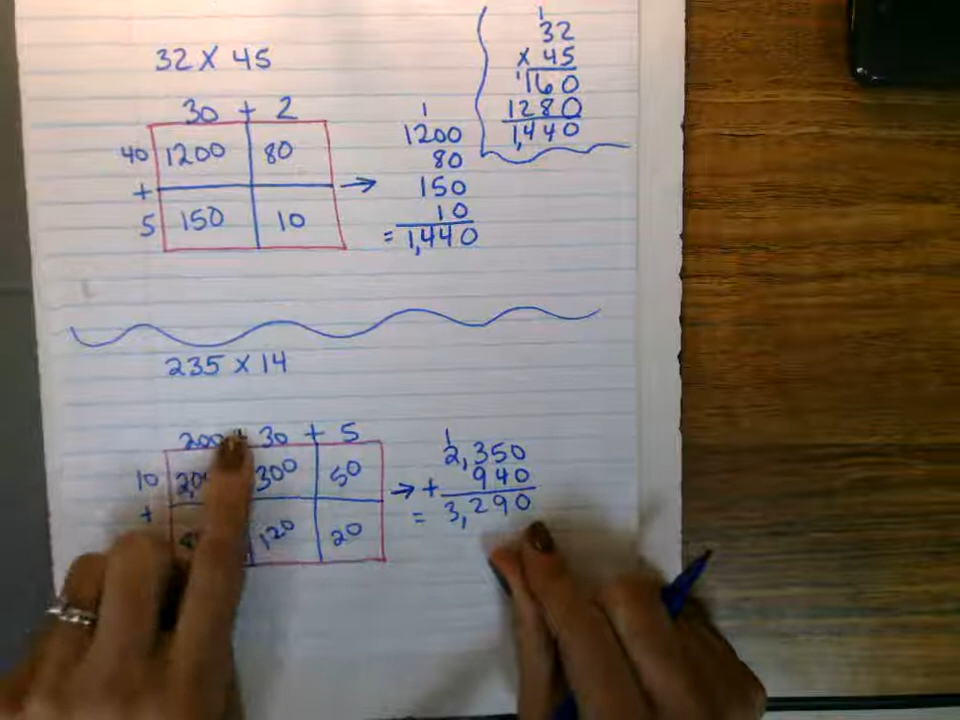 32 X 45
30 + 2
40 1200 80
+
5 150 10
→
1
1200
80
150
10
= 1,440
1
32
x 45
1
160
1280
1,440
235 x 14
200 + 30 + 5
10 300 50
+
120 20
→
1
2,350
+ 940
= 3,290